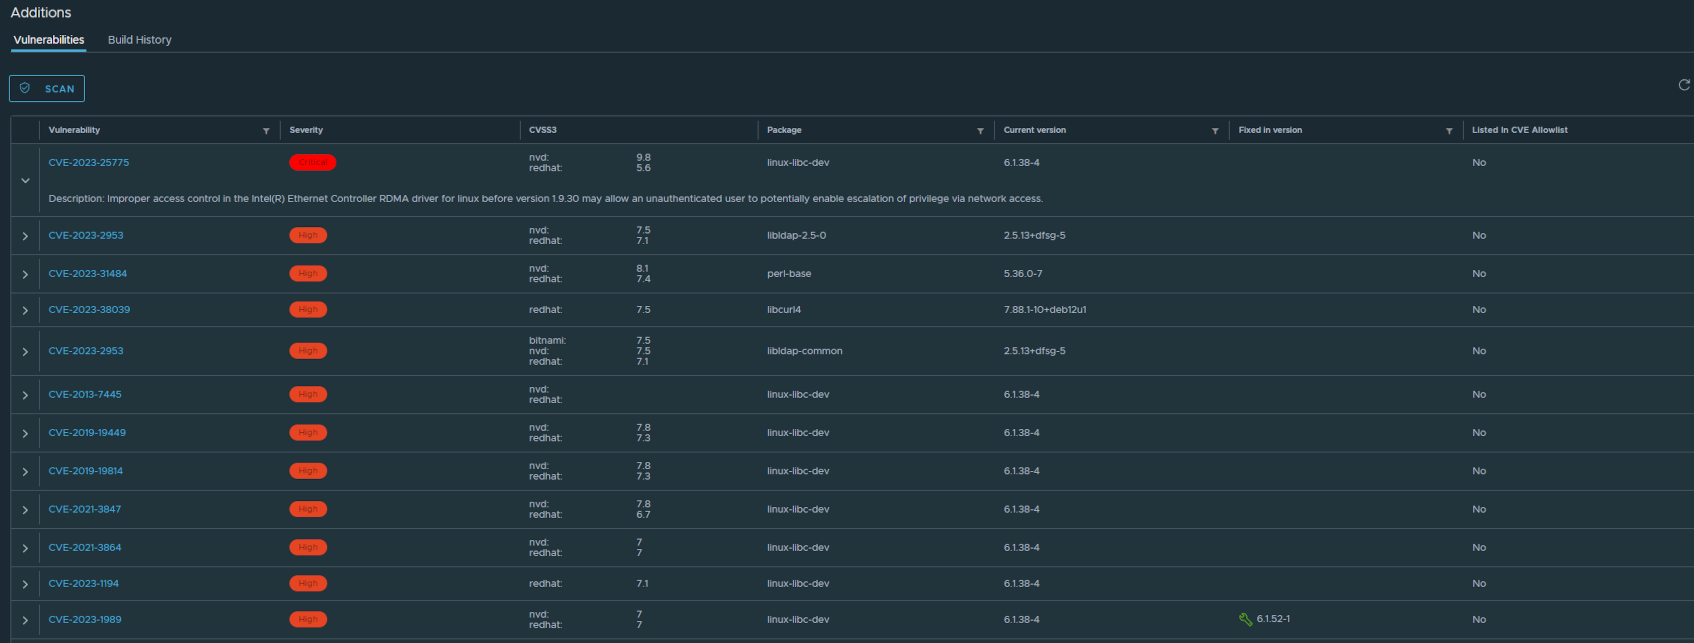 Additions
Vulnerabilities Build History
SCAN
Vulnerability Severity CVSS3 Package Current version Fixed in version Listed In CVE Allowlist
CVE-2023-25775 Critical nvd: 9.8 linux-libc-dev 6.1.38-4 No
redhat: 5.6
Description: Improper access control in the Intel(R) Ethernet Controller RDMA driver for linux before version 1.9.30 may allow an unauthenticated user to potentially enable escalation of privilege via network access.
CVE-2023-2953 High nvd: 7.5 libldap-2.5-0 2.5.13+dfsg-5 No
redhat: 7.1
CVE-2023-31484 High nvd: 8.1 perl-base 5.36.0-7 No
redhat: 7.4
CVE-2023-38039 High redhat: 7.5 libcurl4 7.88.1-10+deb12u1 No
bitnami: 7.5
CVE-2023-2953 High nvd: 7.5 libldap-common 2.5.13+dfsg-5 No
redhat: 7.1
CVE-2013-7445 High nvd: linux-libc-dev 6.1.38-4 No
redhat:
CVE-2019-19449 High nvd: 7.8 linux-libc-dev 6.1.38-4 No
redhat: 7.3
CVE-2019-19814 High nvd: 7.8 linux-libc-dev 6.1.38-4 No
redhat: 7.3
CVE-2021-3847 High nvd: 7.8 linux-libc-dev 6.1.38-4 No
redhat: 6.7
CVE-2021-3864 High nvd: 7 linux-libc-dev 6.1.38-4 No
redhat: 7
CVE-2023-1194 High redhat: 7.1 linux-libc-dev 6.1.38-4 No
CVE-2023-1989 High nvd: 7 linux-libc-dev 6.1.38-4 6.1.52-1 No
redhat: 7